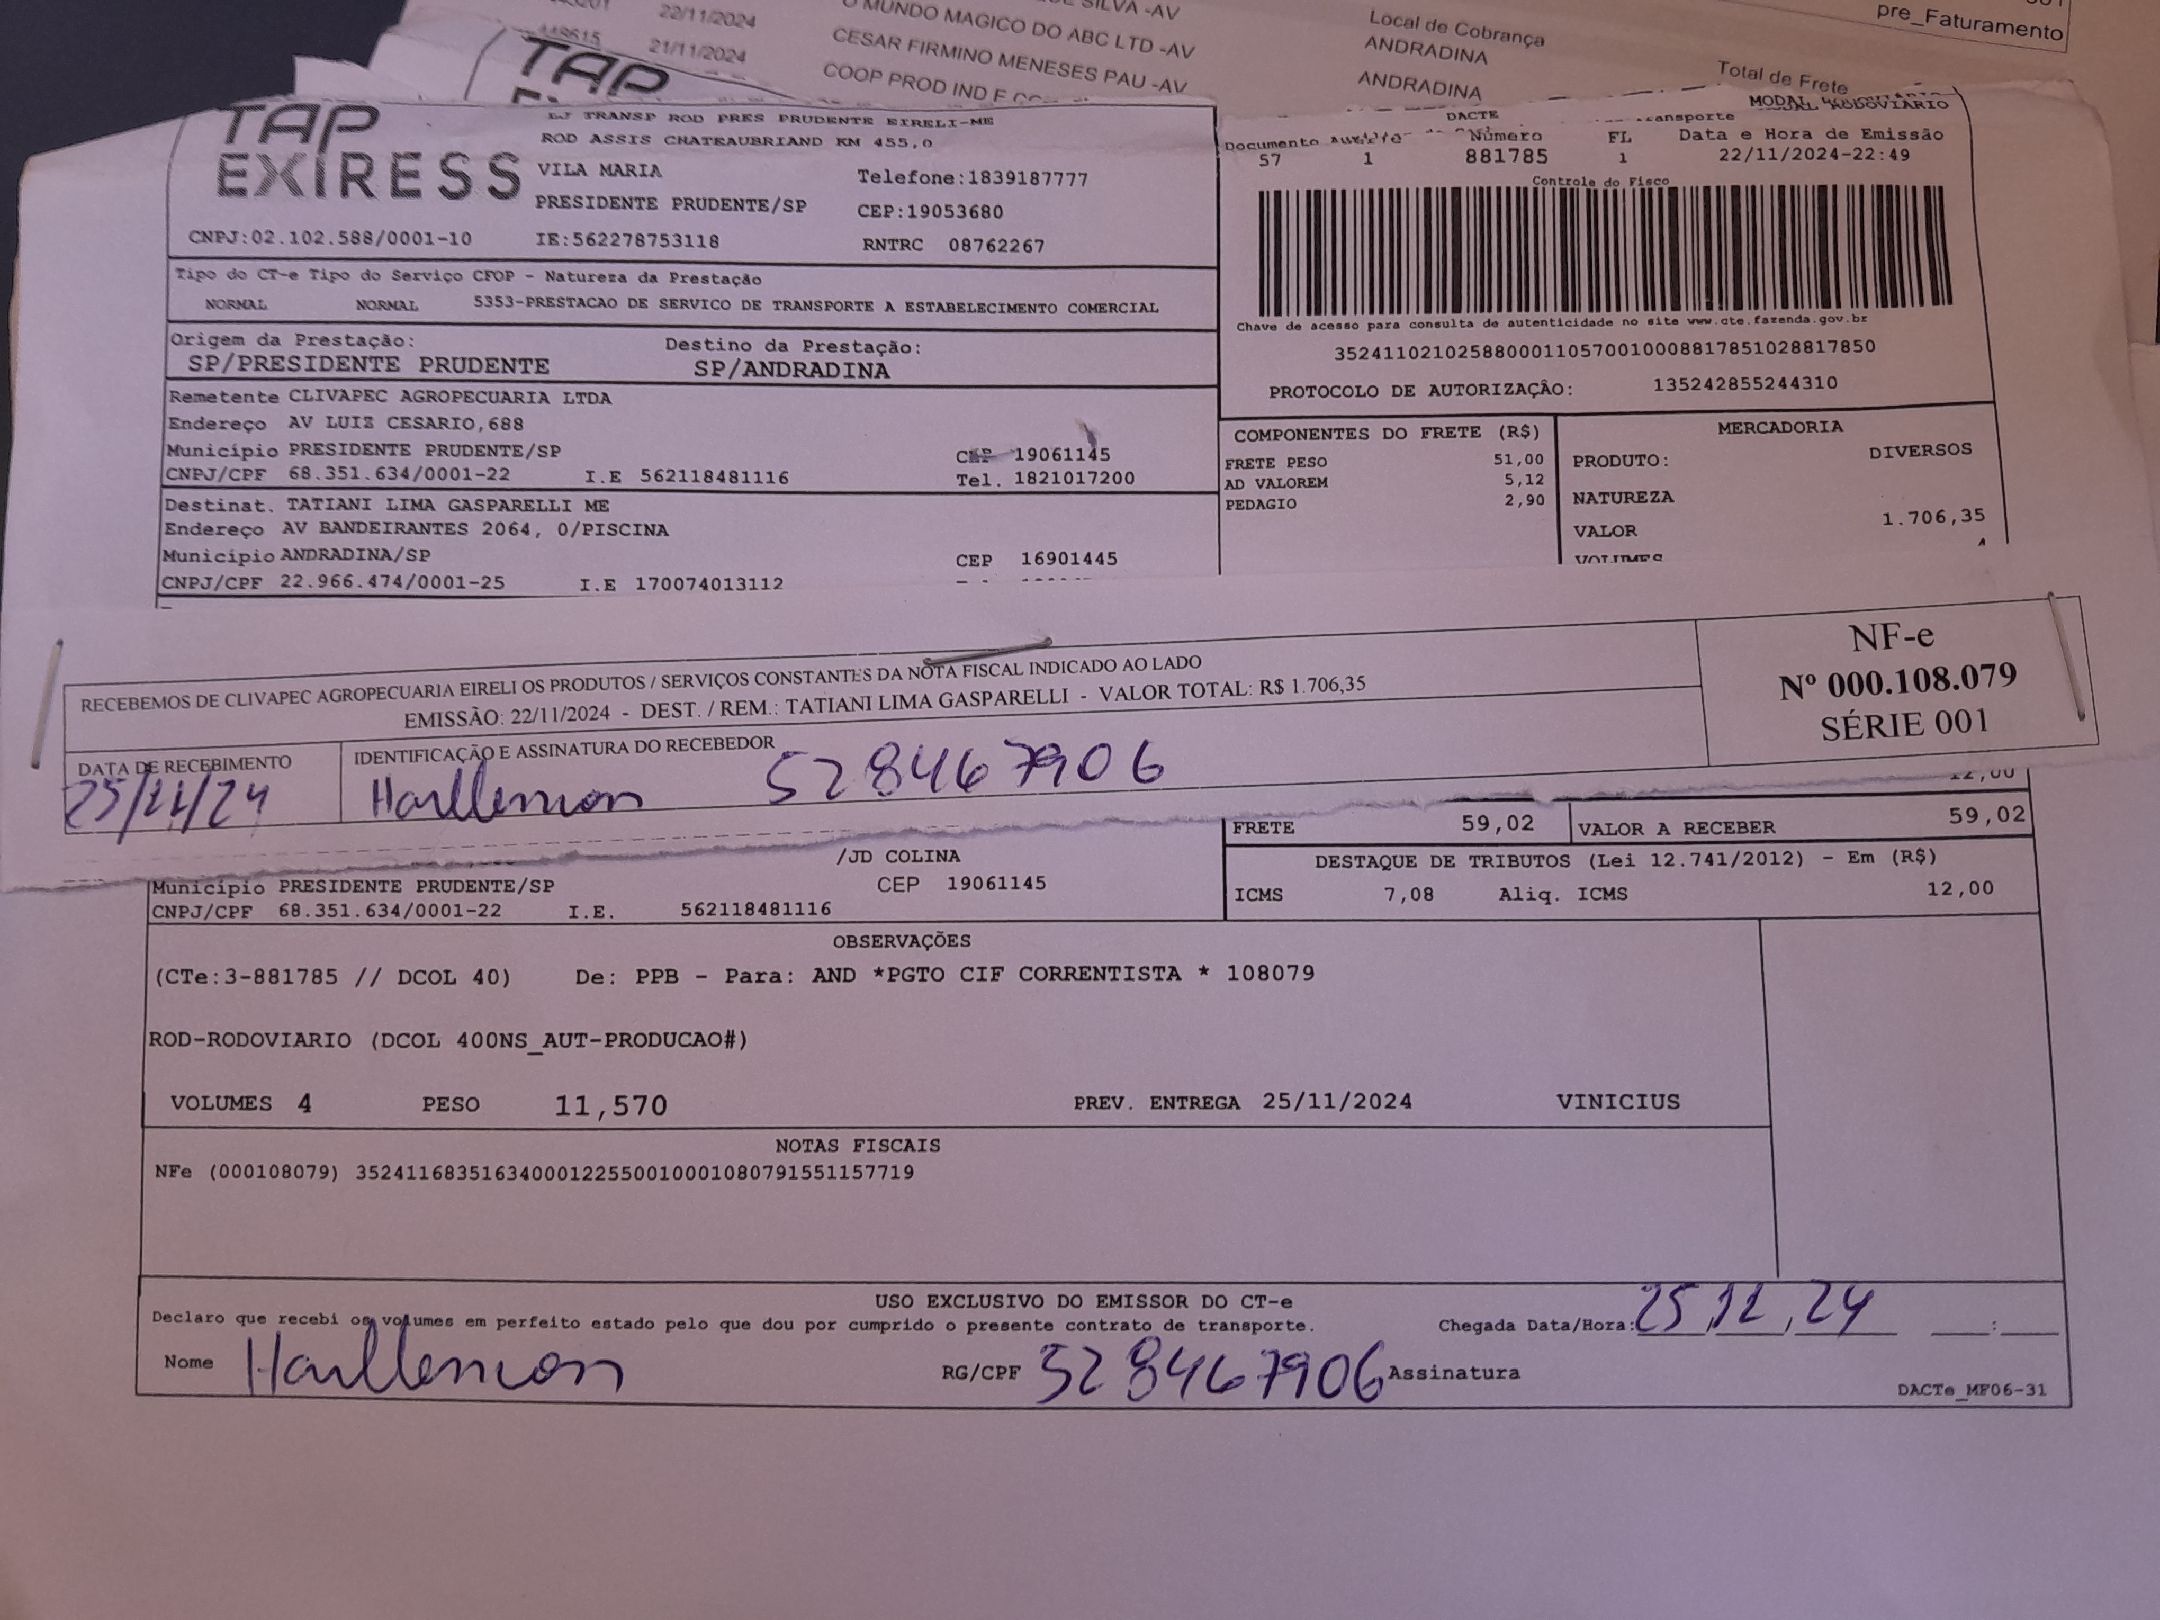 22/11/2024
O MUNDO MAGICO DO ABC LTD -AV
Local de Cobrança
pre_Faturamento
21/11/2024
CESAR FIRMINO MENESES PAU -AV
ANDRADINA
COOP PROD IND E
ANDRADINA
Total de Frete
TAP
TAP
EXIRESS
TRANSP ROD PRES PRUDENTE EIRELI-ME
ROD ASSIS CHATEAUBRIAND KM 455,0
VILA MARIA Telefone:1839187777
PRESIDENTE PRUDENTE/SP CEP:19053680
CNPJ:02.102.588/0001-10 IE:562278753118 RNTRC 08762267
DACTE
MODAL RODOVIARIO
Documento Número FL Data e Hora de Emissão
57 1 881785 1 22/11/2024-22:49
Controle do Fisco
Chave de acesso para consulta de autenticidade no site www.cte.fazenda.gov.br
35241102102588000110570010008817851028817850
PROTOCOLO DE AUTORIZAÇÃO: 135242855244310
Tipo do CT-e Tipo do Serviço CFOP - Natureza da Prestação
NORMAL NORMAL 5353-PRESTACAO DE SERVICO DE TRANSPORTE A ESTABELECIMENTO COMERCIAL
Origem da Prestação: Destino da Prestação:
SP/PRESIDENTE PRUDENTE SP/ANDRADINA
Remetente CLIVAPEC AGROPECUARIA LTDA
Endereço AV LUIZ CESARIO,688
Município PRESIDENTE PRUDENTE/SP CEP 19061145
CNPJ/CPF 68.351.634/0001-22 I.E 562118481116 Tel. 1821017200
Destinat. TATIANI LIMA GASPARELLI ME
Endereço AV BANDEIRANTES 2064, 0/PISCINA
Município ANDRADINA/SP CEP 16901445
CNPJ/CPF 22.966.474/0001-25 I.E 170074013112
COMPONENTES DO FRETE (R$)
FRETE PESO 51,00
AD VALOREM 5,12
PEDAGIO 2,90
MERCADORIA
PRODUTO: DIVERSOS
NATUREZA
VALOR 1.706,35
VOLUMES
RECEBEMOS DE CLIVAPEC AGROPECUARIA EIRELI OS PRODUTOS / SERVIÇOS CONSTANTES DA NOTA FISCAL INDICADO AO LADO
EMISSÃO: 22/11/2024 - DEST. / REM.: TATIANI LIMA GASPARELLI - VALOR TOTAL: R$ 1.706,35
NF-e
Nº 000.108.079
SÉRIE 001
DATA DE RECEBIMENTO
25/11/24
IDENTIFICAÇÃO E ASSINATURA DO RECEBEDOR
528467906
12,00
FRETE 59,02 VALOR A RECEBER 59,02
/JD COLINA
Município PRESIDENTE PRUDENTE/SP CEP 19061145
CNPJ/CPF 68.351.634/0001-22 I.E. 562118481116
DESTAQUE DE TRIBUTOS (Lei 12.741/2012) - Em (R$)
ICMS 7,08 Aliq. ICMS 12,00
OBSERVAÇÕES
(CTe:3-881785 // DCOL 40) De: PPB - Para: AND *PGTO CIF CORRENTISTA * 108079
ROD-RODOVIARIO (DCOL 400NS_AUT-PRODUCAO#)
VOLUMES 4 PESO 11,570 PREV. ENTREGA 25/11/2024 VINICIUS
NOTAS FISCAIS
NFe (000108079) 35241168351634000122550010001080791551157719
USO EXCLUSIVO DO EMISSOR DO CT-e
Declaro que recebi os volumes em perfeito estado pelo que dou por cumprido o presente contrato de transporte.
Chegada Data/Hora: 25,12,24 :
Nome RG/CPF 528467906 Assinatura
DACTe_MF06-31